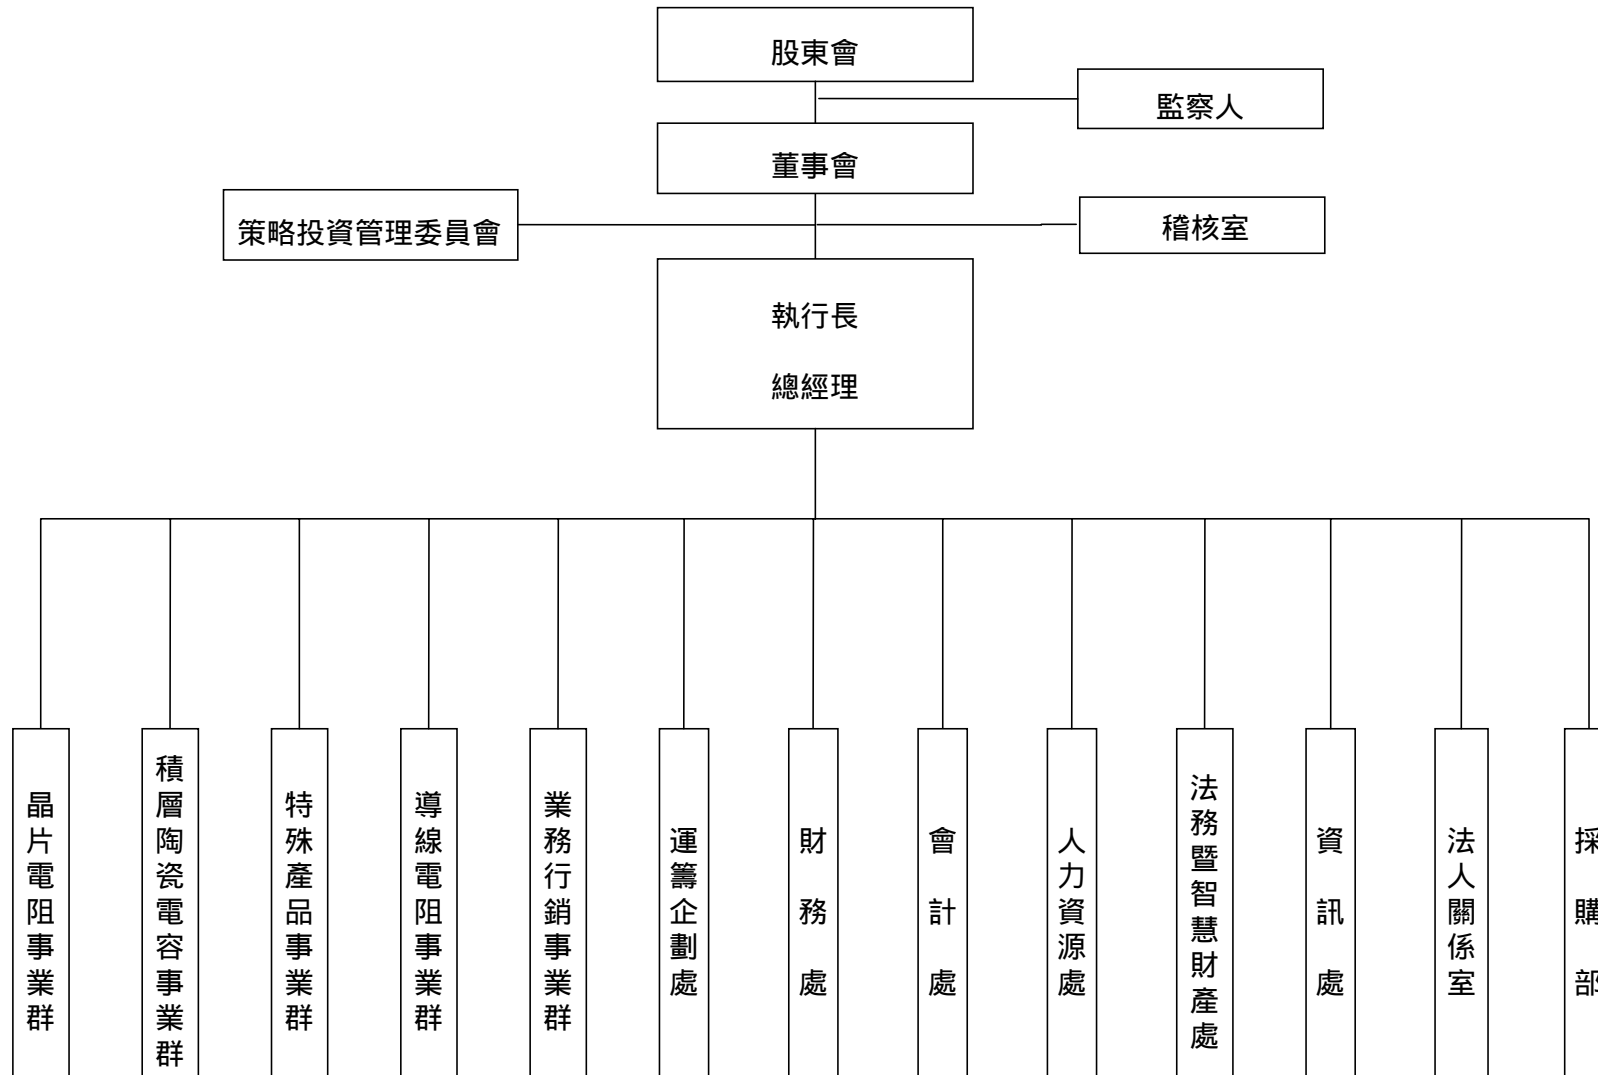 股東會
監察人
董事會
策略投資管理委員會
稽核室
執行長
總經理
晶片電阻事業群
積層陶瓷電容事業群
特殊產品事業群
導線電阻事業群
業務行銷事業群
運籌企劃處
財務處
會計處
人力資源處
法務暨智慧財產處
資訊處
法人關係室
採購部